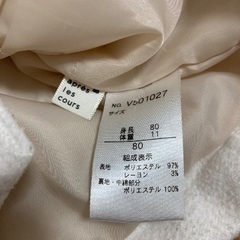 après
les
cours
NO. V501027
サイズ
身長 80
体重 11
80
組成表示
表地 ポリエステル 97%
レーヨン 3%
裏地・中綿部分
ポリエステル 100%